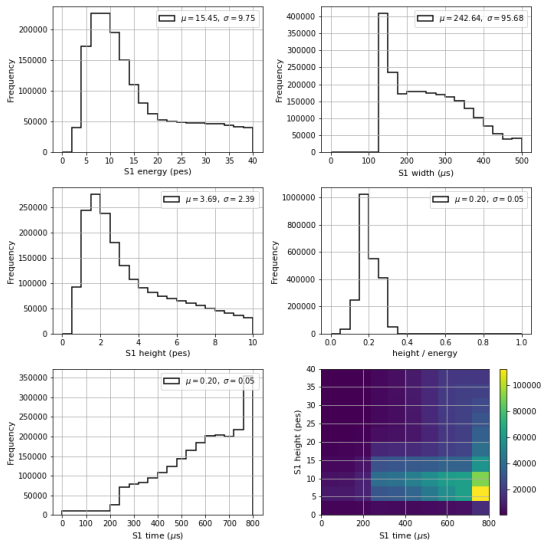 μ = 15.45, σ = 9.75
Frequency
200000
150000
100000
50000
0
0 5 10 15 20 25 30 35 40
S1 energy (pes)
μ = 242.64, σ = 95.68
Frequency
400000
350000
300000
250000
200000
150000
100000
50000
0
0 100 200 300 400 500
S1 width (μs)
μ = 3.69, σ = 2.39
Frequency
250000
200000
150000
100000
50000
0
0 2 4 6 8 10
S1 height (pes)
μ = 0.20, σ = 0.05
Frequency
1000000
800000
600000
400000
200000
0
0.0 0.2 0.4 0.6 0.8 1.0
height / energy
μ = 0.20, σ = 0.05
Frequency
350000
300000
250000
200000
150000
100000
50000
0
0 100 200 300 400 500 600 700 800
S1 time (μs)
S1 height (pes)
40
35
30
25
20
15
10
5
0
0 200 400 600 800
S1 time (μs)
100000
80000
60000
40000
20000